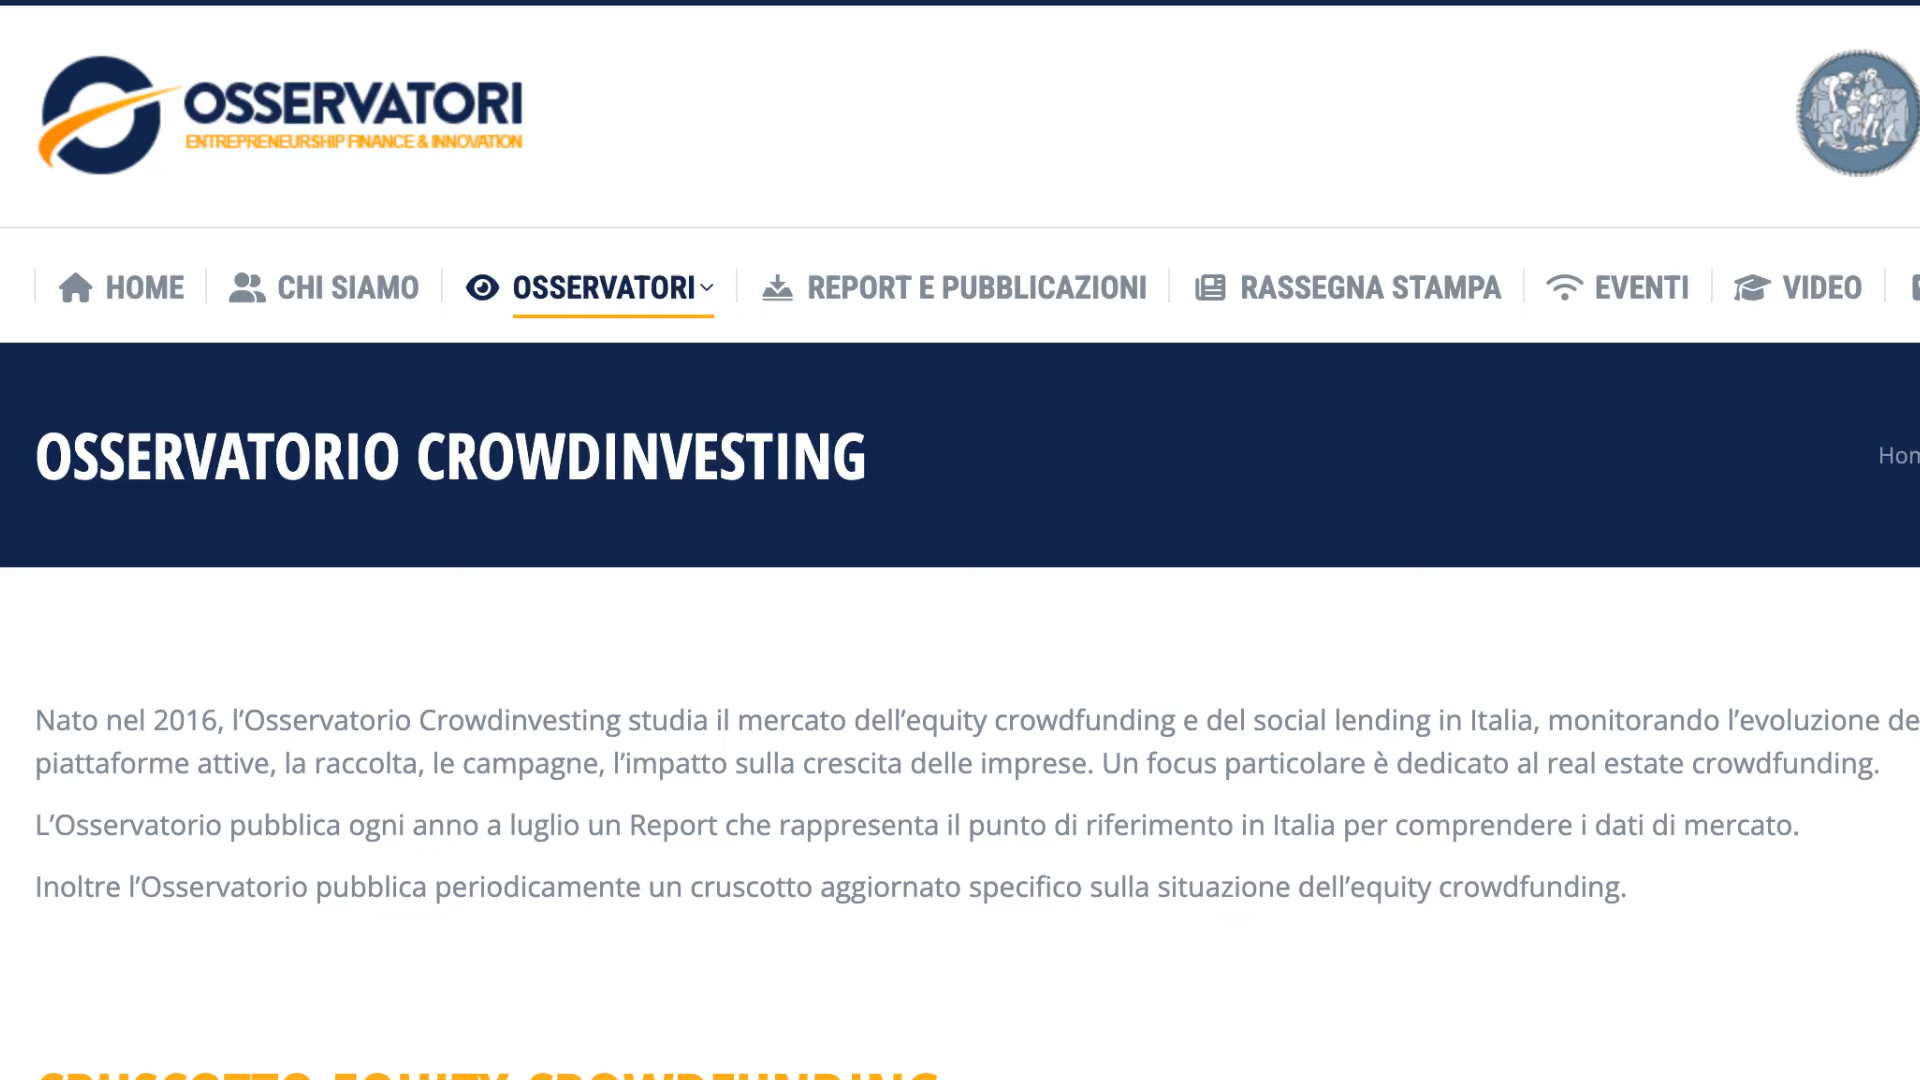 OSSERVATORI
ENTREPRENEURSHIP FINANCE & INNOVATION
HOME CHI SIAMO OSSERVATORI REPORT E PUBBLICAZIONI RASSEGNA STAMPA EVENTI VIDEO
OSSERVATORIO CROWDINVESTING
Nato nel 2016, l’Osservatorio Crowdinvesting studia il mercato dell’equity crowdfunding e del social lending in Italia, monitorando l’evoluzione
piattaforme attive, la raccolta, le campagne, l’impatto sulla crescita delle imprese. Un focus particolare è dedicato al real estate crowdfunding.
L’Osservatorio pubblica ogni anno a luglio un Report che rappresenta il punto di riferimento in Italia per comprendere i dati di mercato.
Inoltre l’Osservatorio pubblica periodicamente un cruscotto aggiornato specifico sulla situazione dell’equity crowdfunding.
CRUSCOTTO EQUITY CROWDFUNDING